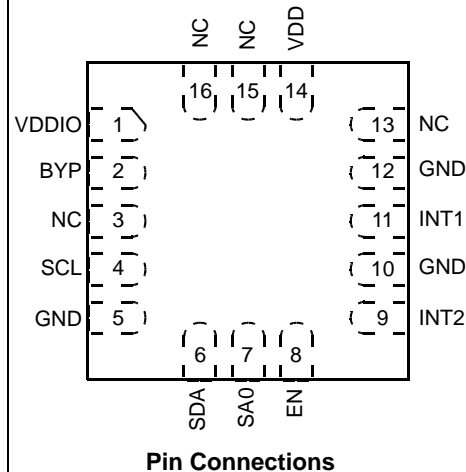 NC NC VDD
16 15 14
VDDIO 1 13 NC
BYP 2 12 GND
NC 3 11 INT1
SCL 4 10 GND
GND 5 9 INT2
6 7 8
SDA SA0 EN
Pin Connections